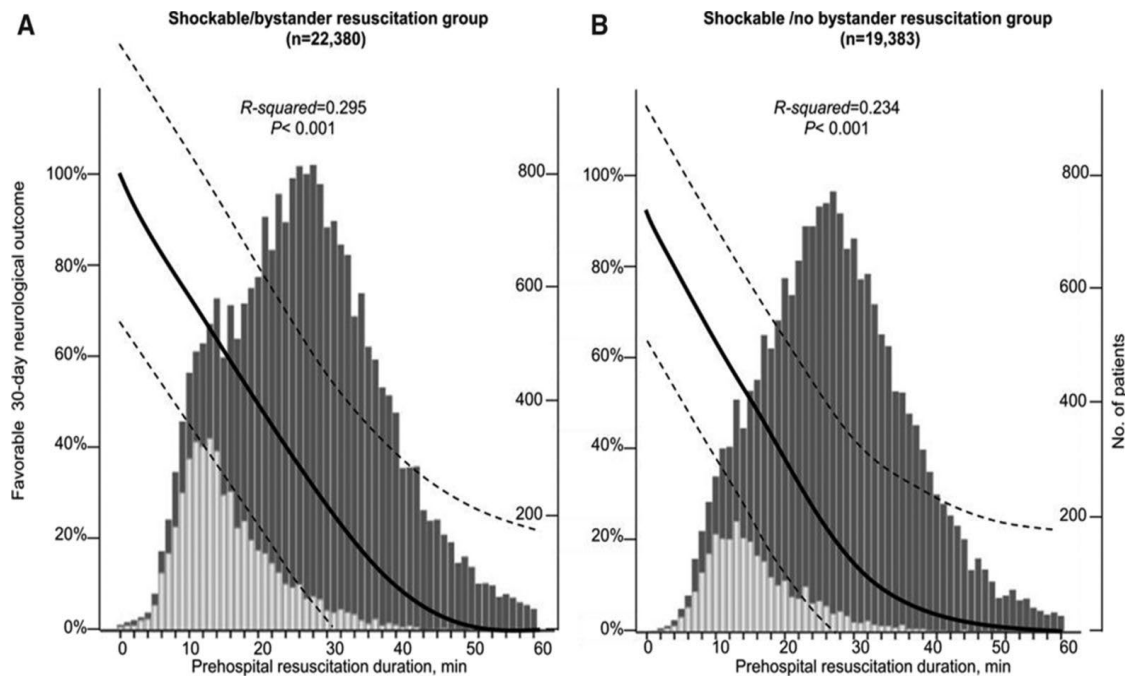 A
Shockable/bystander resuscitation group
(n=22,380)
R-squared=0.295
P< 0.001
100%
80%
60%
40%
20%
0%
800
600
400
200
Favorable 30-day neurological outcome
0 10 20 30 40 50 60
Prehospital resuscitation duration, min
B
Shockable /no bystander resuscitation group
(n=19,383)
R-squared=0.234
P< 0.001
100%
80%
60%
40%
20%
0%
800
600
400
200
No. of patients
0 10 20 30 40 50 60
Prehospital resuscitation duration, min